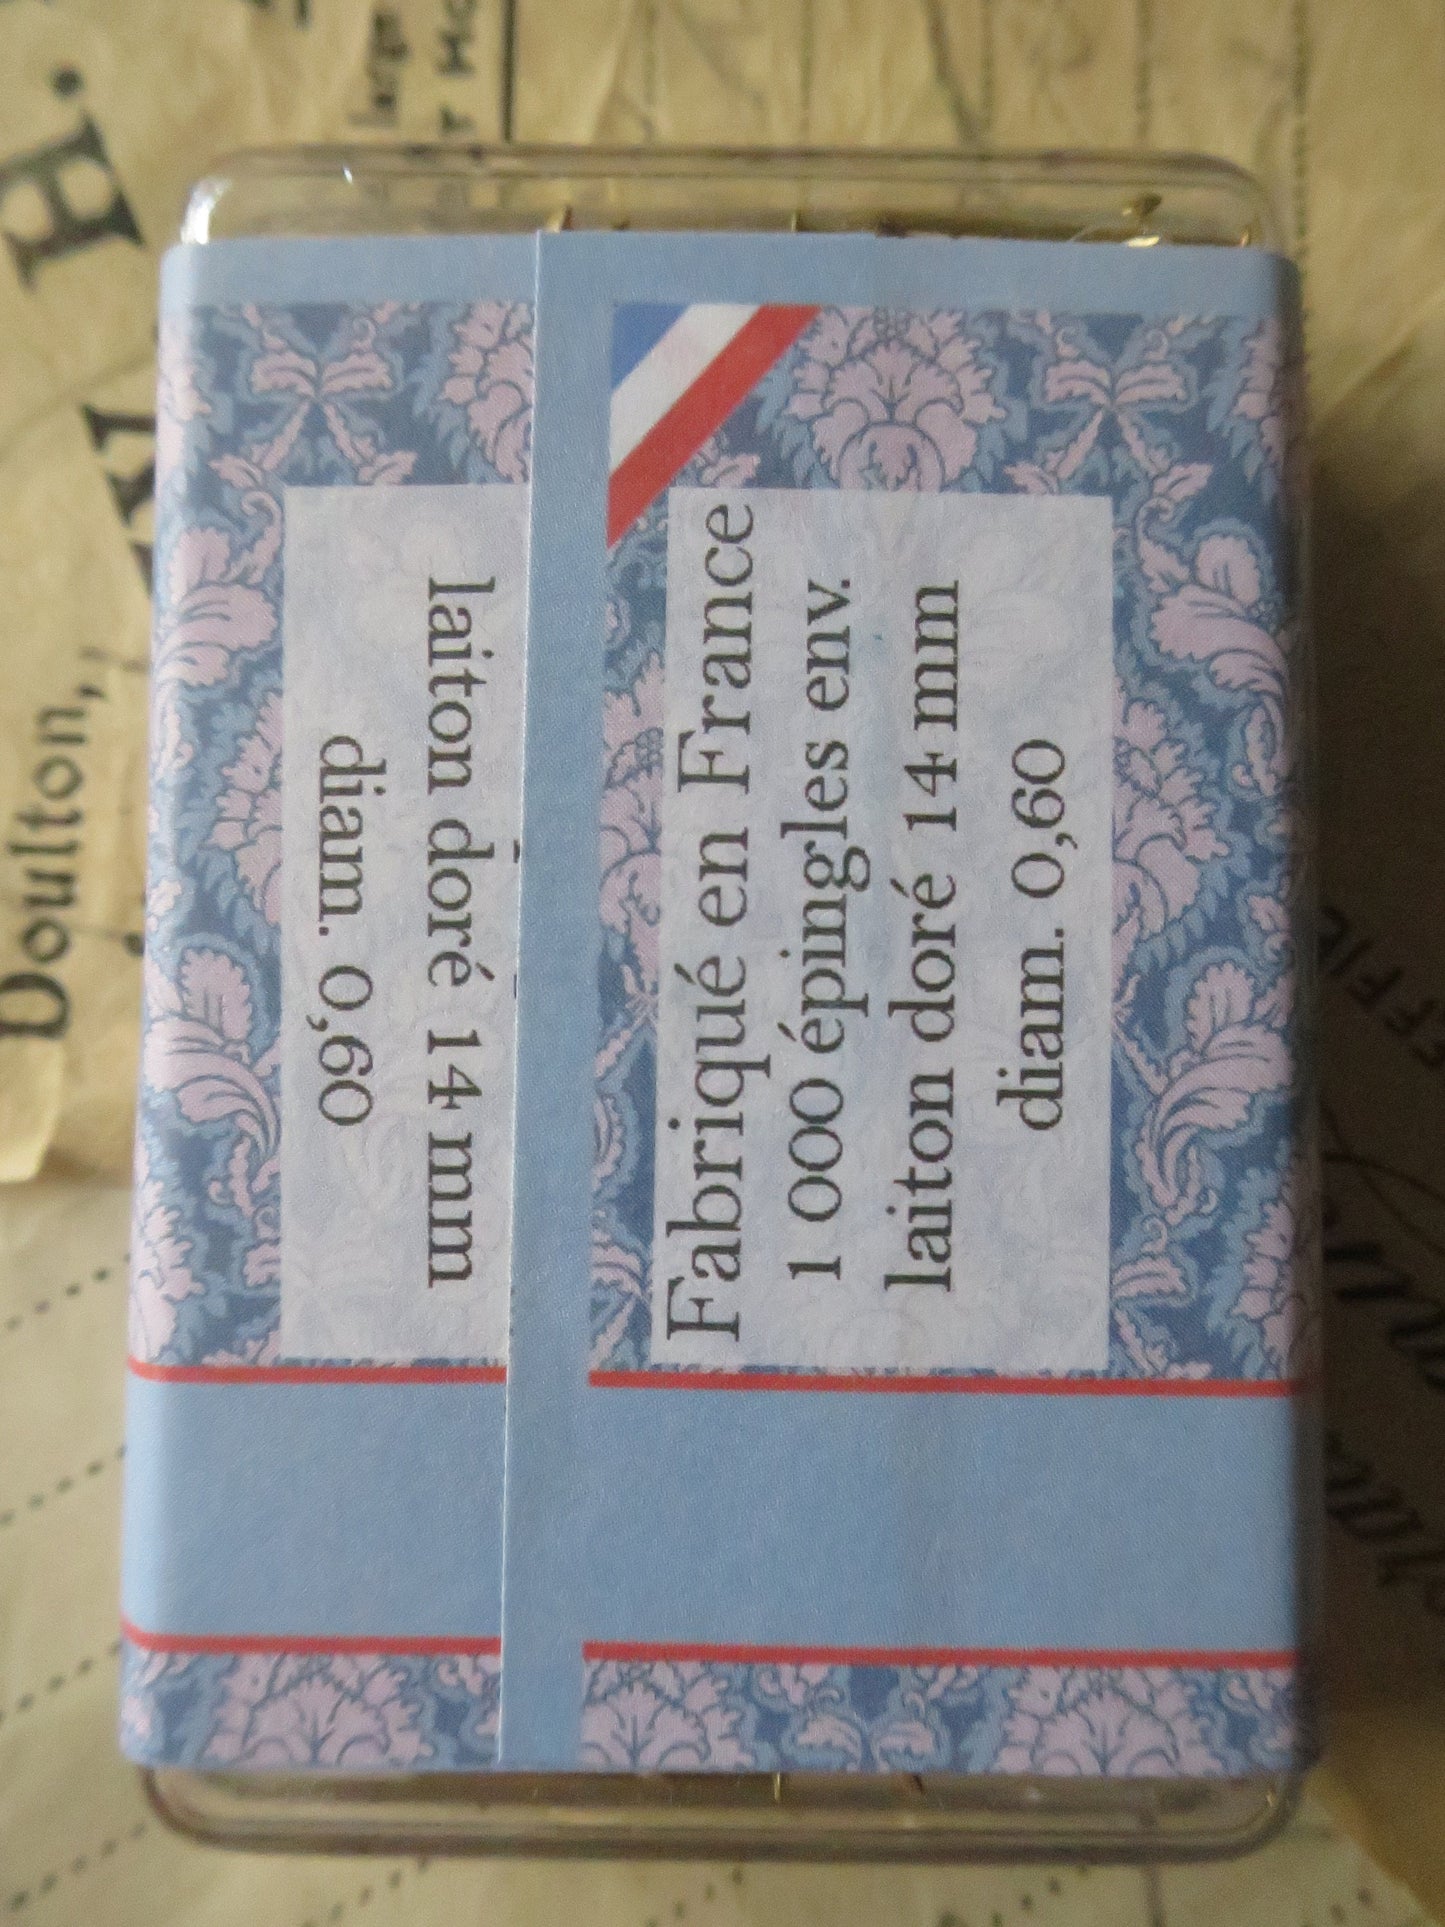 Fabriqué en France
1 000 épingles env.
laiton doré 14 mm
diam. 0,60
laiton doré 14 mm
diam. 0,60
Doulton,
H.